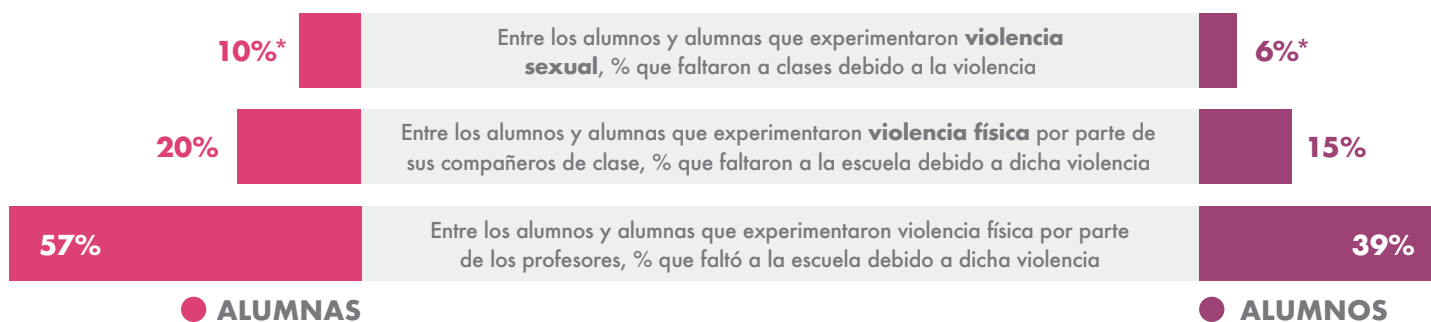 10%*
Entre los alumnos y alumnas que experimentaron violencia
sexual, % que faltaron a clases debido a la violencia
6%*
20%
Entre los alumnos y alumnas que experimentaron violencia física por parte de
sus compañeros de clase, % que faltaron a la escuela debido a dicha violencia
15%
57%
Entre los alumnos y alumnas que experimentaron violencia física por parte
de los profesores, % que faltó a la escuela debido a dicha violencia
39%
ALUMNAS
ALUMNOS